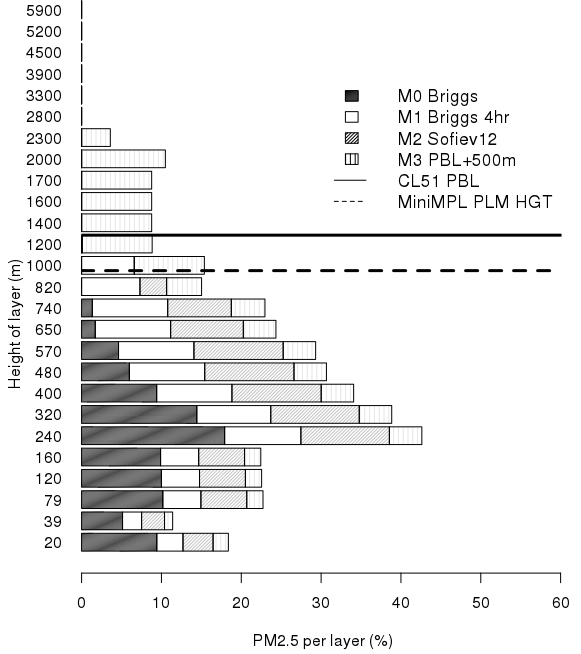 5900
5200
4500
3900
3300
2800
2300
2000
1700
1600
1400
1200
1000
820
740
650
570
480
400
320
240
160
120
79
39
20
Height of layer (m)
M0 Briggs
M1 Briggs 4hr
M2 Sofiev12
M3 PBL+500m
CL51 PBL
MiniMPL PLM HGT
0 10 20 30 40 50 60
PM2.5 per layer (%)